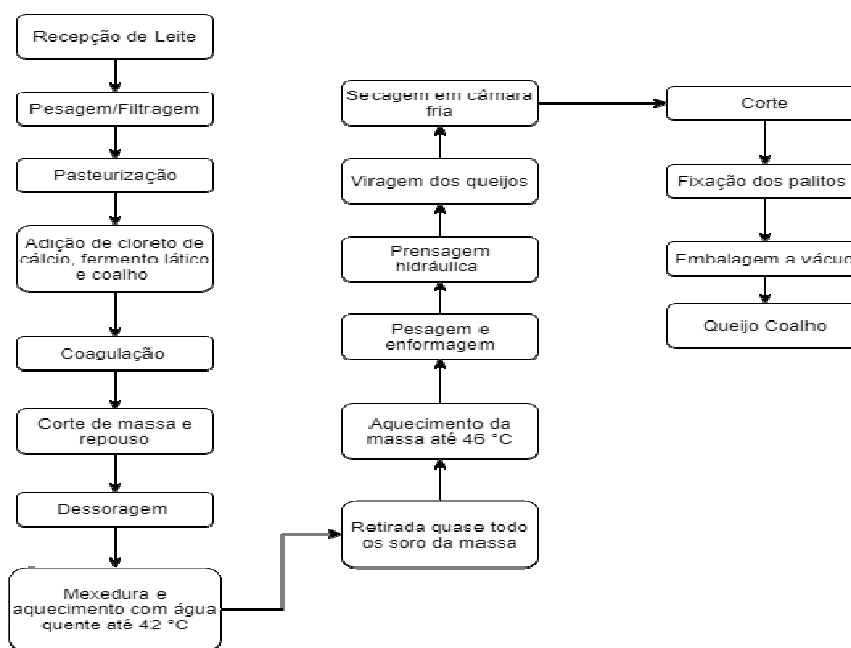 Recepção de Leite
Pesagem/Filtragem
Pasteurização
Adição de cloreto de
cálcio, fermento lático
e coalho
Coagulação
Corte de massa e
repouso
Dessoragem
Mexedura e
aquecimento com água
quente até 42 °C
Retirada quase todo
os soro da massa
Aquecimento da
massa até 46 °C
Pesagem e
enformagem
Prensagem
hidráulica
Viragem dos queijos
Secagem em câmara
fria
Corte
Fixação dos palitos
Embalagem a vácuo
Queijo Coalho